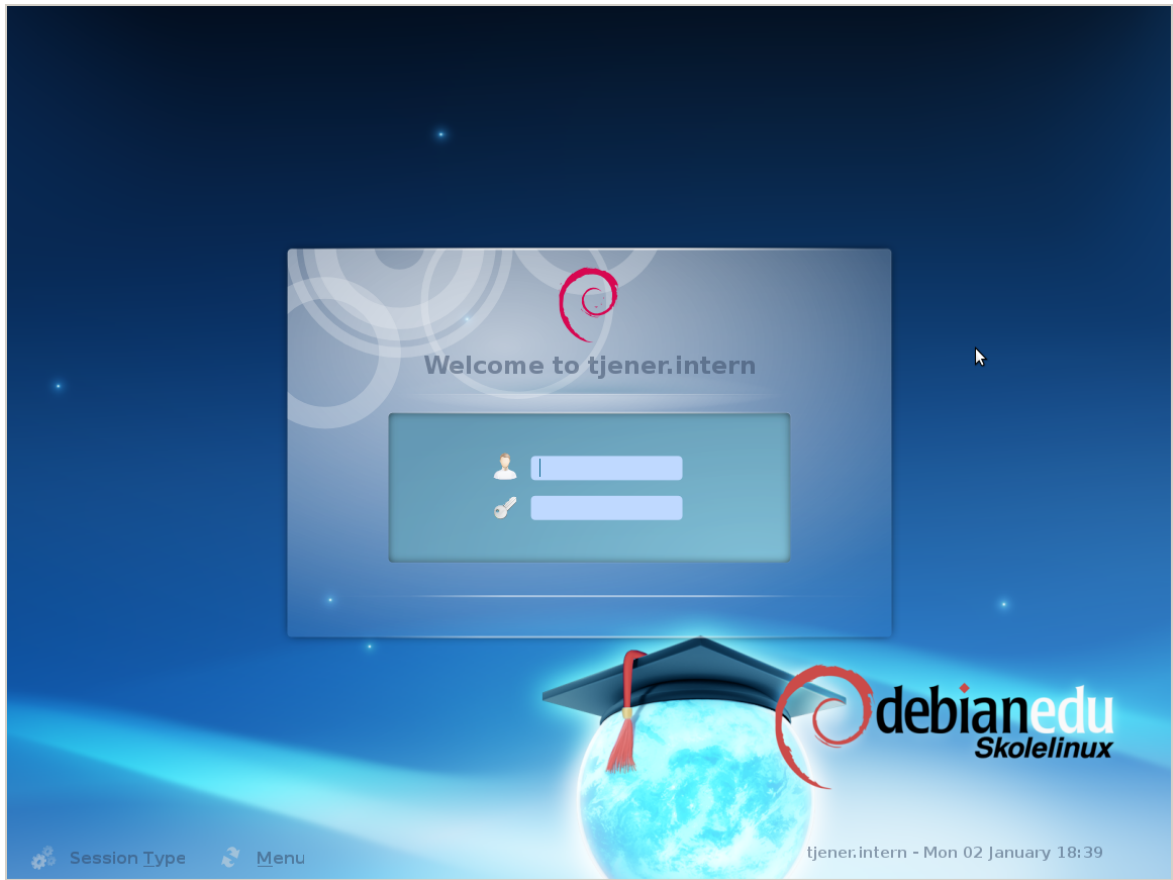 Welcome to tjener.intern
debianedu
Skolelinux
Session Type
Menu
tjener.intern - Mon 02 January 18:39